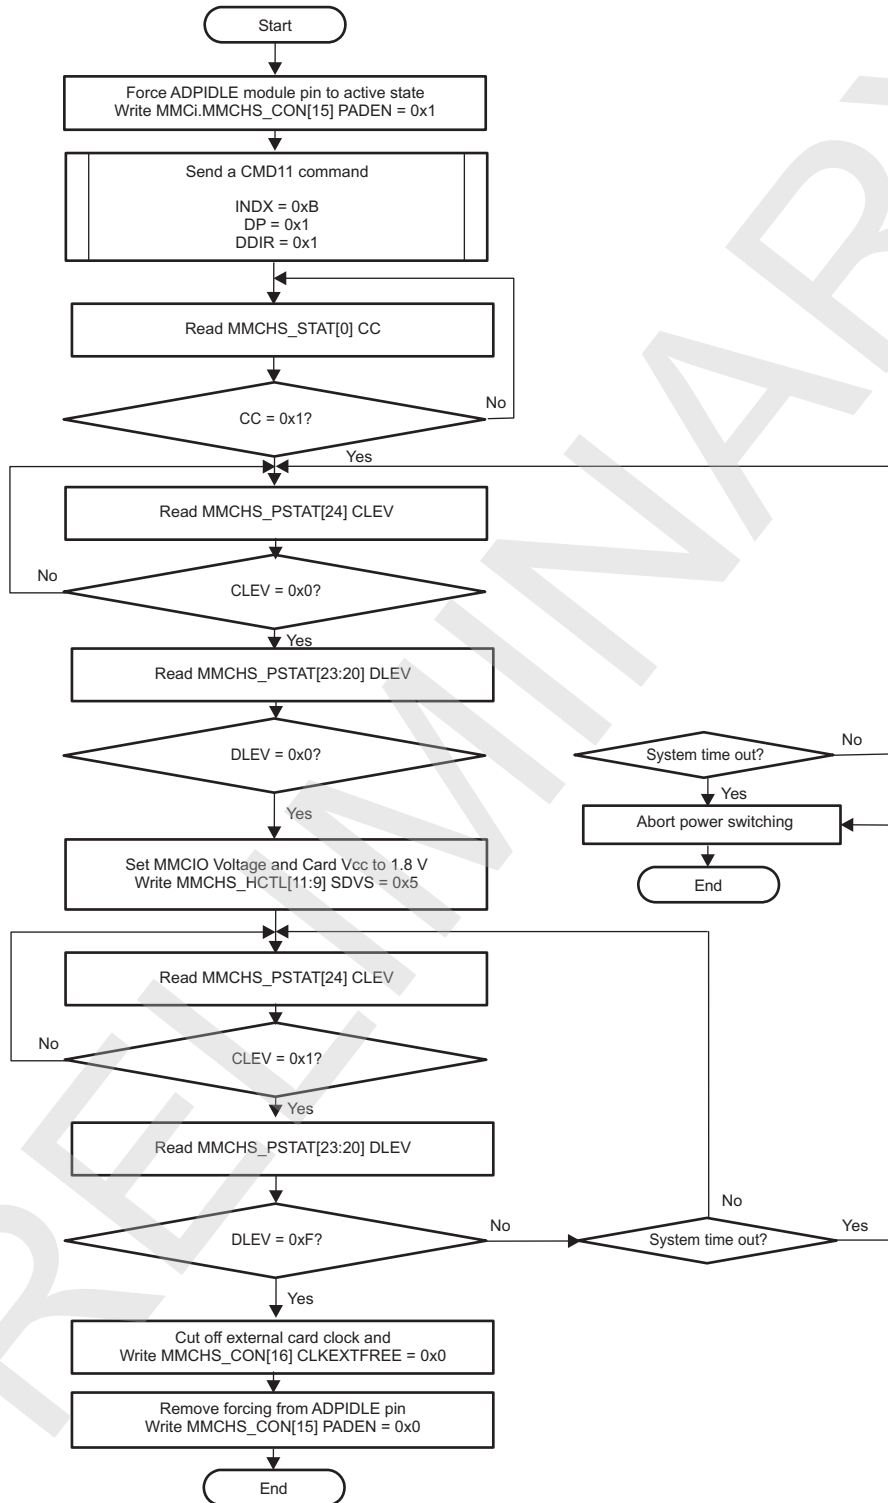 Start
Force ADPIDLE module pin to active state
Write MMCi.MMCHS_CON[15] PADEN = 0x1
Send a CMD11 command
INDX = 0xB
DP = 0x1
DDIR = 0x1
Read MMCHS_STAT[0] CC
CC = 0x1?
No
Yes
Read MMCHS_PSTAT[24] CLEV
No
CLEV = 0x0?
Yes
Read MMCHS_PSTAT[23:20] DLEV
DLEV = 0x0?
Yes
System time out?
No
Yes
Abort power switching
End
Set MMCIO Voltage and Card Vcc to 1.8 V
Write MMCHS_HCTL[11:9] SDVS = 0x5
Read MMCHS_PSTAT[24] CLEV
No
CLEV = 0x1?
Yes
Read MMCHS_PSTAT[23:20] DLEV
DLEV = 0xF?
No
Yes
System time out?
No
Yes
Cut off external card clock and
Write MMCHS_CON[16] CLKEXTFREE = 0x0
Remove forcing from ADPIDLE pin
Write MMCHS_CON[15] PADEN = 0x0
End
RELIMINARY